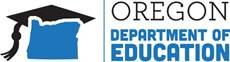 OREGON
DEPARTMENT OF
EDUCATION